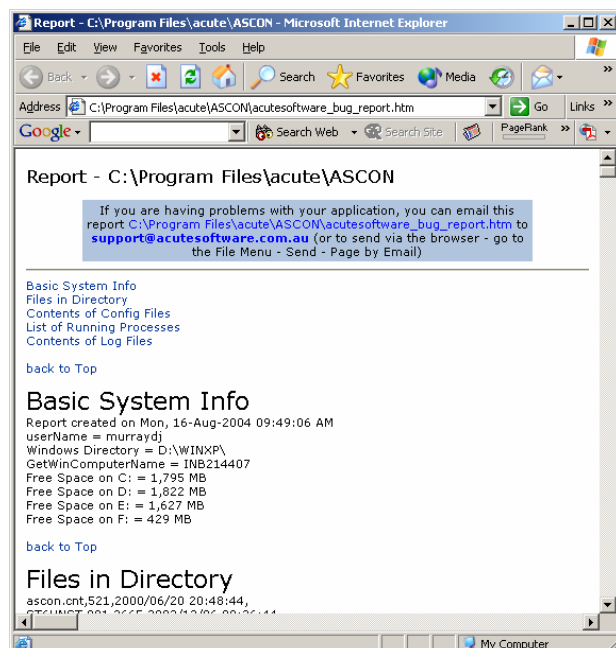 Report - C:\Program Files\acute\ASCON - Microsoft Internet Explorer
File Edit View Favorites Tools Help
Back Search Favorites Media
Address C:\Program Files\acute\ASCON\acutesoftware_bug_report.htm Go Links
Google Search Web Search Site PageRank
Report - C:\Program Files\acute\ASCON
If you are having problems with your application, you can email this
report C:\Program Files\acute\ASCON\acutesoftware_bug_report.htm to
support@acutesoftware.com.au (or to send via the browser - go to
the File Menu - Send - Page by Email)
Basic System Info
Files in Directory
Contents of Config Files
List of Running Processes
Contents of Log Files
back to Top
Basic System Info
Report created on Mon, 16-Aug-2004 09:49:06 AM
userName = murraydj
Windows Directory = D:\WINXP\
GetWinComputerName = INB214407
Free Space on C: = 1,795 MB
Free Space on D: = 1,822 MB
Free Space on E: = 1,627 MB
Free Space on F: = 429 MB
back to Top
Files in Directory
ascon.cnt,521,2000/06/20 20:48:44,
My Computer